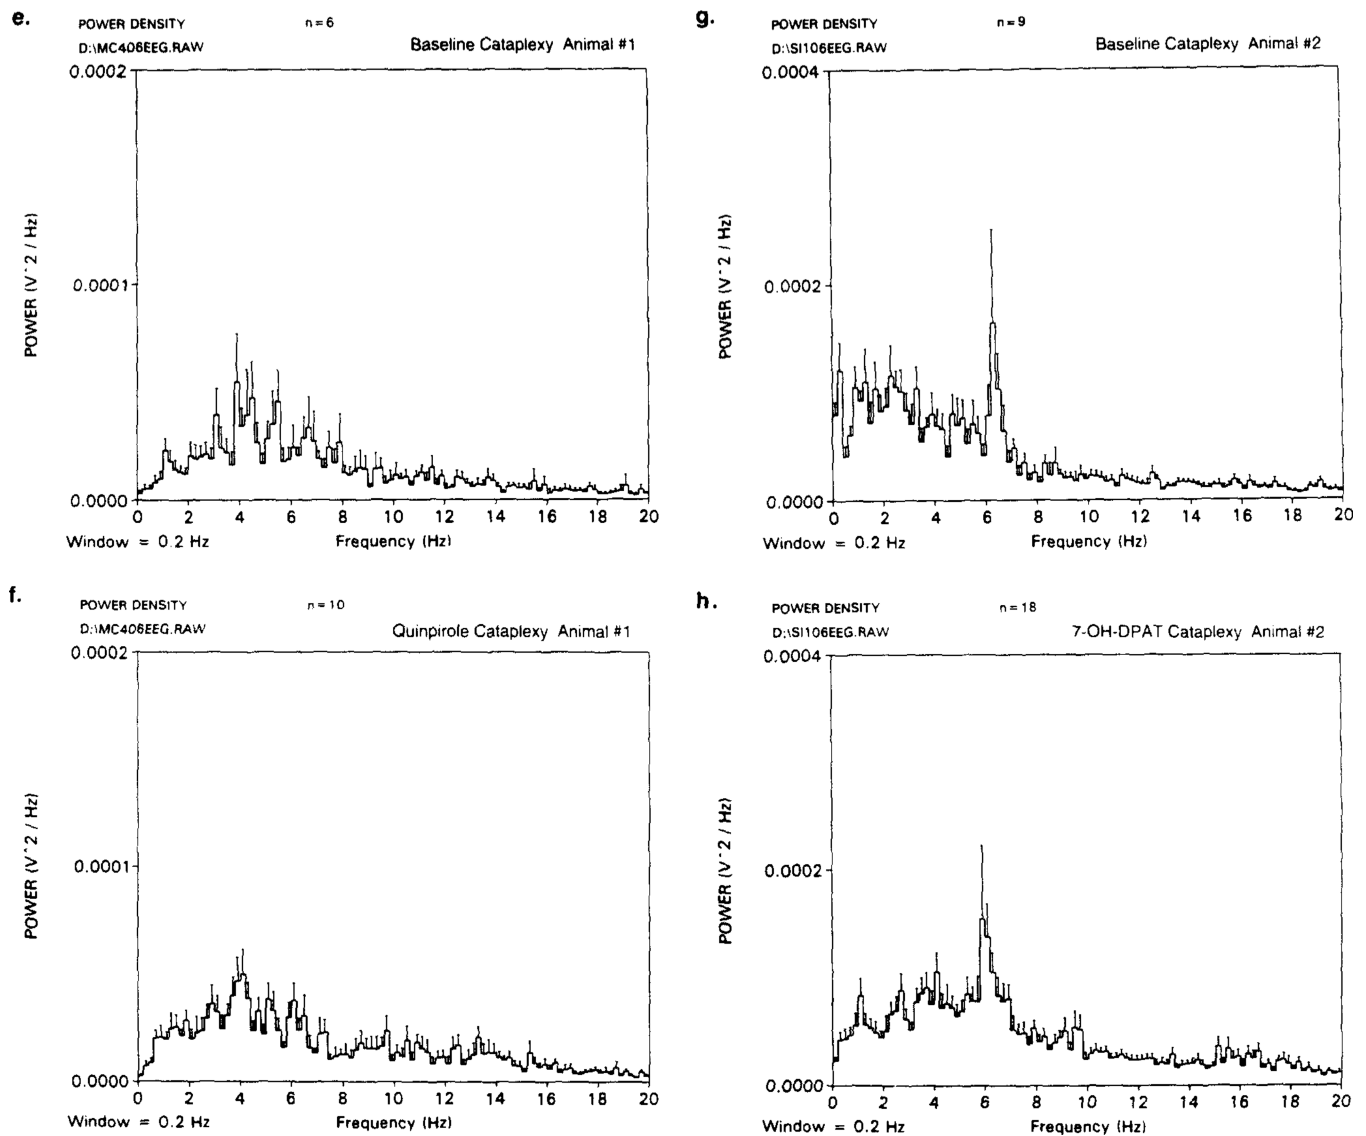 e.
POWER DENSITY n=6
D:\MC406EEG.RAW Baseline Cataplexy Animal #1
0.0002
0.0001
0.0000
POWER (V^2 / Hz)
0 2 4 6 8 10 12 14 16 18 20
Window = 0.2 Hz Frequency (Hz)
g.
POWER DENSITY n=9
D:\SI106EEG.RAW Baseline Cataplexy Animal #2
0.0004
0.0002
0.0000
POWER (V^2 / Hz)
0 2 4 6 8 10 12 14 16 18 20
Window = 0.2 Hz Frequency (Hz)
f.
POWER DENSITY n=10
D:\MC406EEG.RAW Quinpirole Cataplexy Animal #1
0.0002
0.0001
0.0000
POWER (V^2 / Hz)
0 2 4 6 8 10 12 14 16 18 20
Window = 0.2 Hz Frequency (Hz)
h.
POWER DENSITY n=18
D:\SI106EEG.RAW 7-OH-DPAT Cataplexy Animal #2
0.0004
0.0002
0.0000
POWER (V^2 / Hz)
0 2 4 6 8 10 12 14 16 18 20
Window = 0.2 Hz Frequency (Hz)